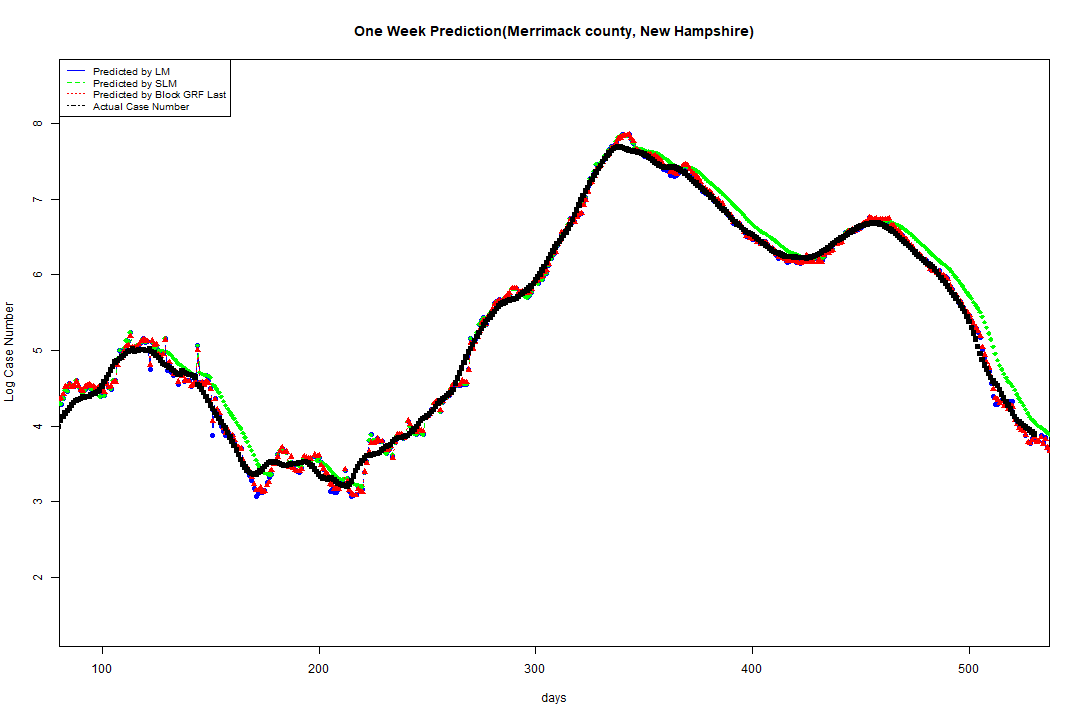 One Week Prediction(Merrimack county, New Hampshire)
Predicted by LM
Predicted by SLM
Predicted by Block GRF Last
Actual Case Number
8
7
6
5
4
3
2
Log Case Number
100 200 300 400 500
days